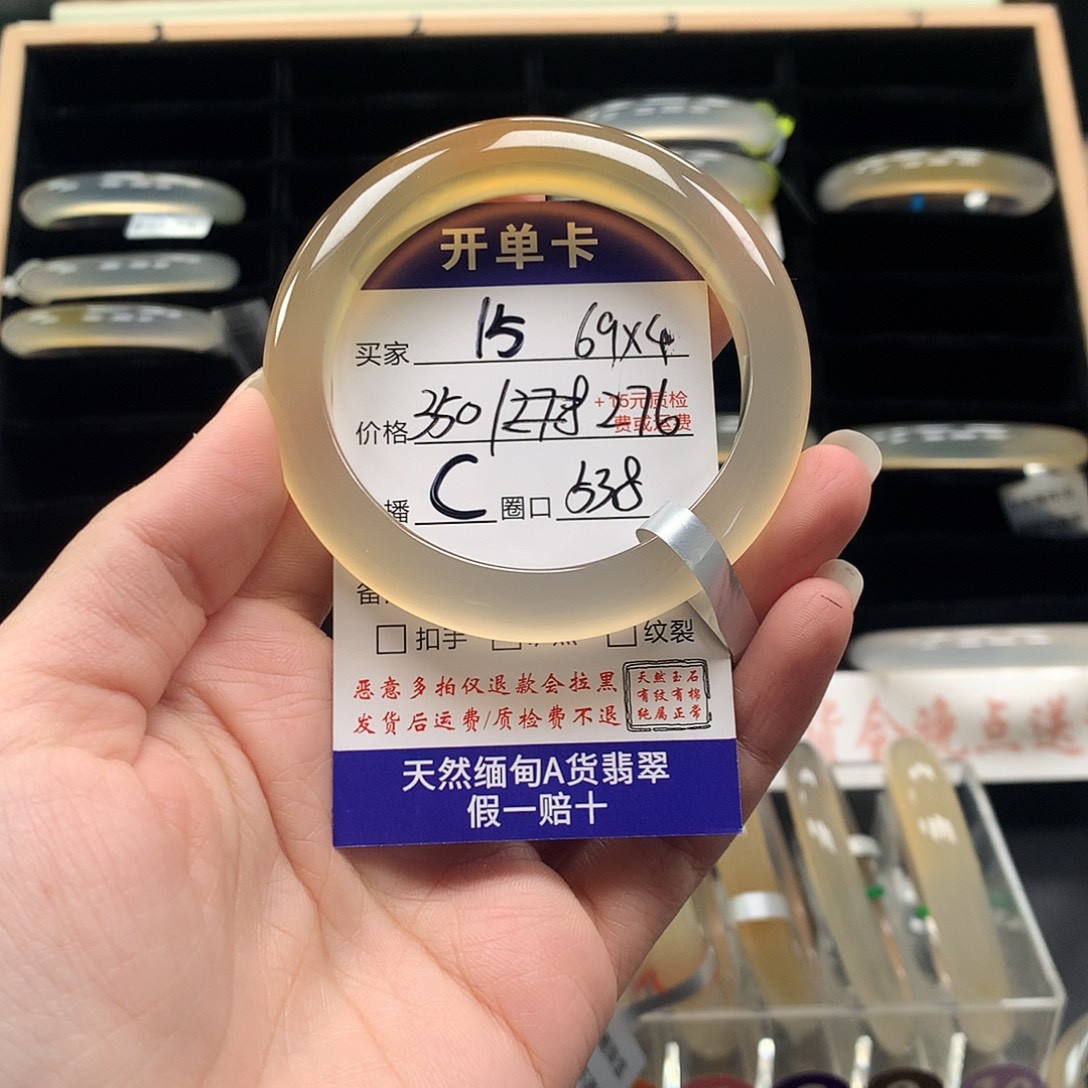 开单卡
买家 15 69x4
价格 350/278 276
+15元质检
费或运费
播 C 圈口 538
备
扣手 纹裂
恶意多拍仅退款会拉黑
发货后运费/质检费不退
天然玉石
有纹有棉
纯属正常
天然缅甸A货翡翠
假一赔十